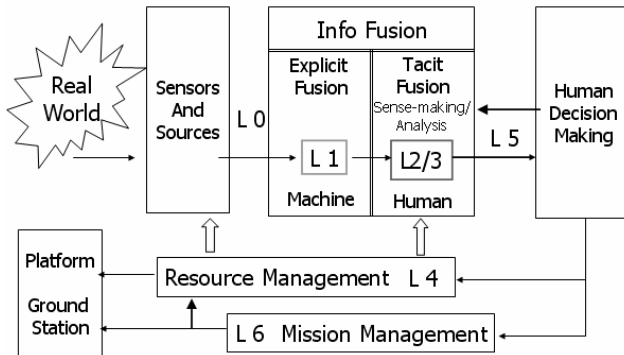 Info Fusion
Real
World
Sensors
And
Sources
L 0
Explicit
Fusion
L 1
Machine
Tacit
Fusion
Sense-making/
Analysis
L2/3
Human
L 5
Human
Decision
Making
Platform
Ground
Station
Resource Management L 4
L 6 Mission Management